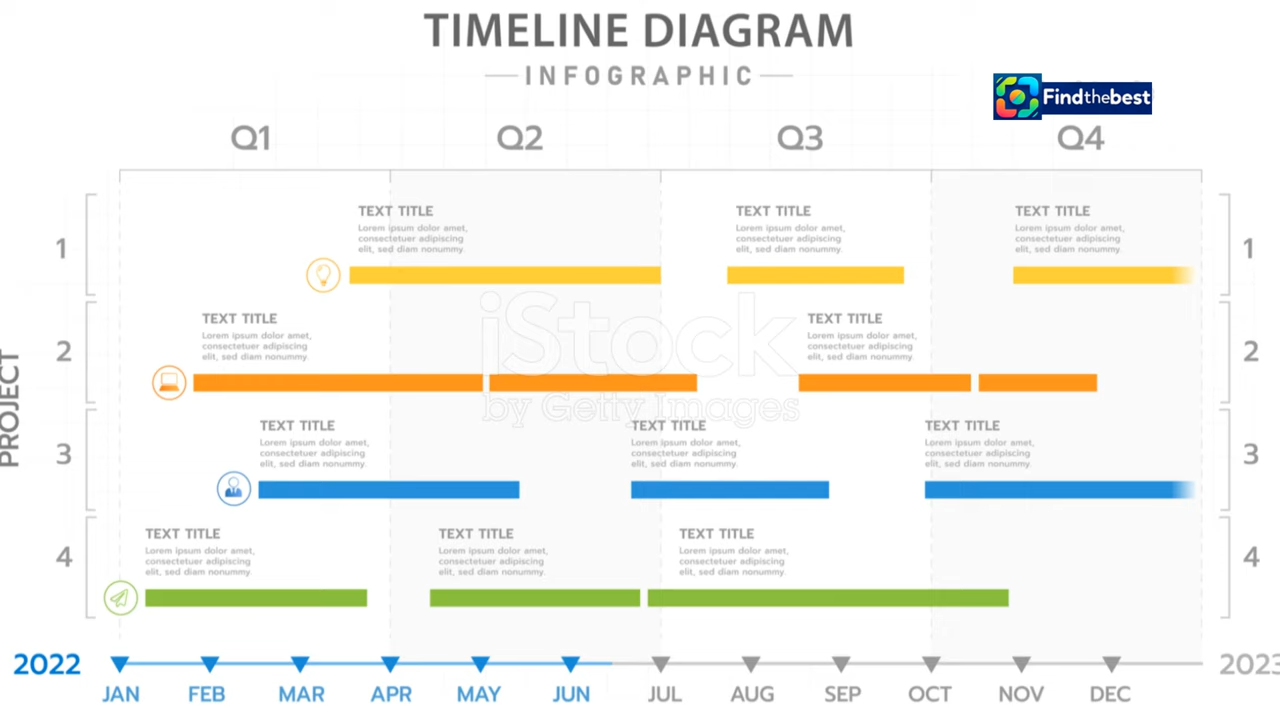 TIMELINE DIAGRAM
INFOGRAPHIC
Findthebest
Q1 Q2 Q3 Q4
1
TEXT TITLE
Lorem ipsum dolor amet,
consectetuer adipiscing
elit, sed diam nonummy.
TEXT TITLE
Lorem ipsum dolor amet,
consectetuer adipiscing
elit, sed diam nonummy.
TEXT TITLE
Lorem ipsum dolor amet,
consectetuer adipiscing
elit, sed diam nonummy.
1
PROJECT
2
TEXT TITLE
Lorem ipsum dolor amet,
consectetuer adipiscing
elit, sed diam nonummy.
TEXT TITLE
Lorem ipsum dolor amet,
consectetuer adipiscing
elit, sed diam nonummy.
2
iStock
by Getty Images
3
TEXT TITLE
Lorem ipsum dolor amet,
consectetuer adipiscing
elit, sed diam nonummy.
TEXT TITLE
Lorem ipsum dolor amet,
consectetuer adipiscing
elit, sed diam nonummy.
TEXT TITLE
Lorem ipsum dolor amet,
consectetuer adipiscing
elit, sed diam nonummy.
3
4
TEXT TITLE
Lorem ipsum dolor amet,
consectetuer adipiscing
elit, sed diam nonummy
TEXT TITLE
Lorem ipsum dolor amet,
consectetuer adipiscing
elit, sed diam nonummy.
TEXT TITLE
Lorem ipsum dolor amet,
consectetuer adipiscing
elit, sed diam nonummy.
4
2022 2023
JAN FEB MAR APR MAY JUN JUL AUG SEP OCT NOV DEC